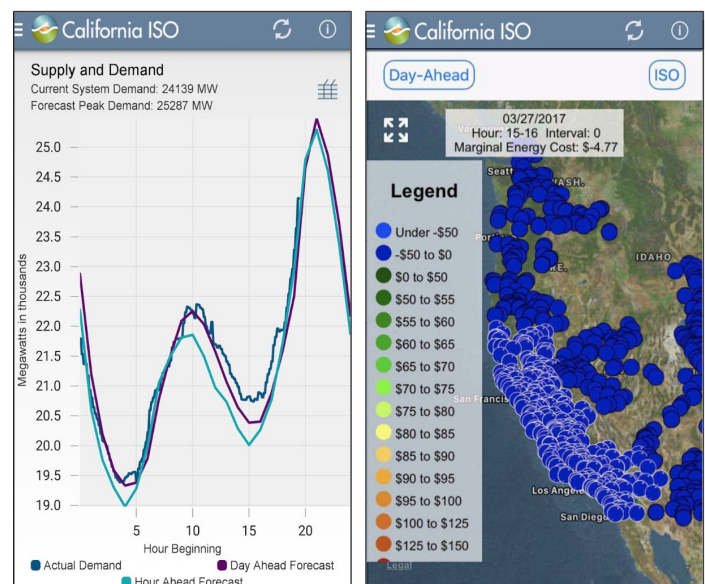 California ISO
Supply and Demand
Current System Demand: 24139 MW
Forecast Peak Demand: 25287 MW
Megawatts in thousands
25.0
24.5
24.0
23.5
23.0
22.5
22.0
21.5
21.0
20.5
20.0
19.5
19.0
5 10 15 20
Hour Beginning
Actual Demand Day Ahead Forecast
Hour Ahead Forecast
California ISO
Day-Ahead ISO
03/27/2017
Hour: 15-16 Interval: 0
Marginal Energy Cost: $-4.77
Legend
Under -$50
-$50 to $0
$0 to $50
$50 to $55
$55 to $60
$60 to $65
$65 to $70
$70 to $75
$75 to $80
$80 to $85
$85 to $90
$90 to $95
$95 to $100
$100 to $125
$125 to $150
Legal
Seatt
WASH.
Port
RE.
IDAHO
San Francis
Los Angele
San Diego